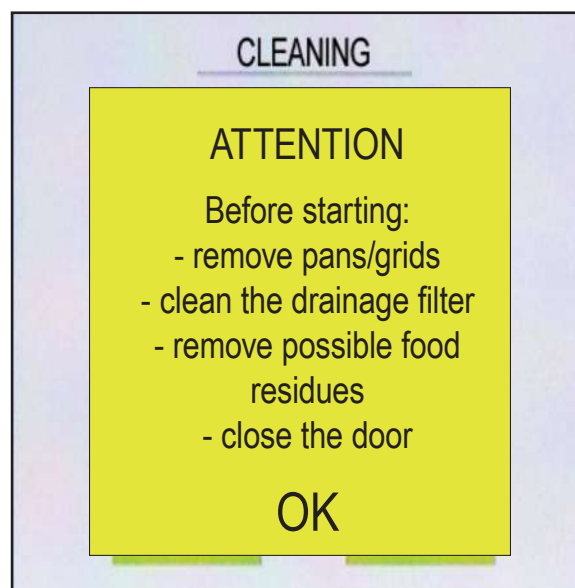 CLEANING
ATTENTION
Before starting:
- remove pans/grids
- clean the drainage filter
- remove possible food
residues
- close the door
OK